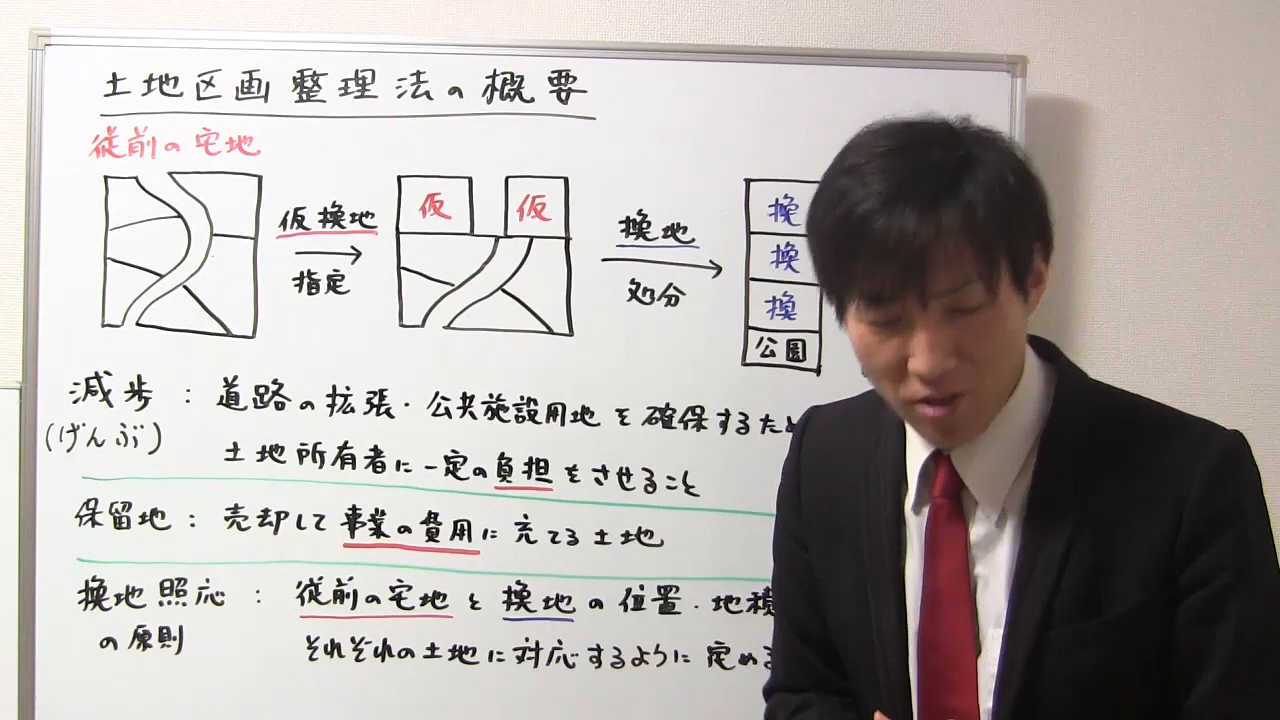 土地区画整理法の概要
従前の宅地
仮換地
指定
仮
仮
換地
処分
換
換
換
公園
減歩：道路の拡張・公共施設用地を確保するた
(げんぶ)
土地所有者に一定の負担をさせること
保留地：売却して事業の費用に充てる土地
換地照応：従前の宅地と換地の位置・地積
の原則
それぞれの土地に対応するように定める